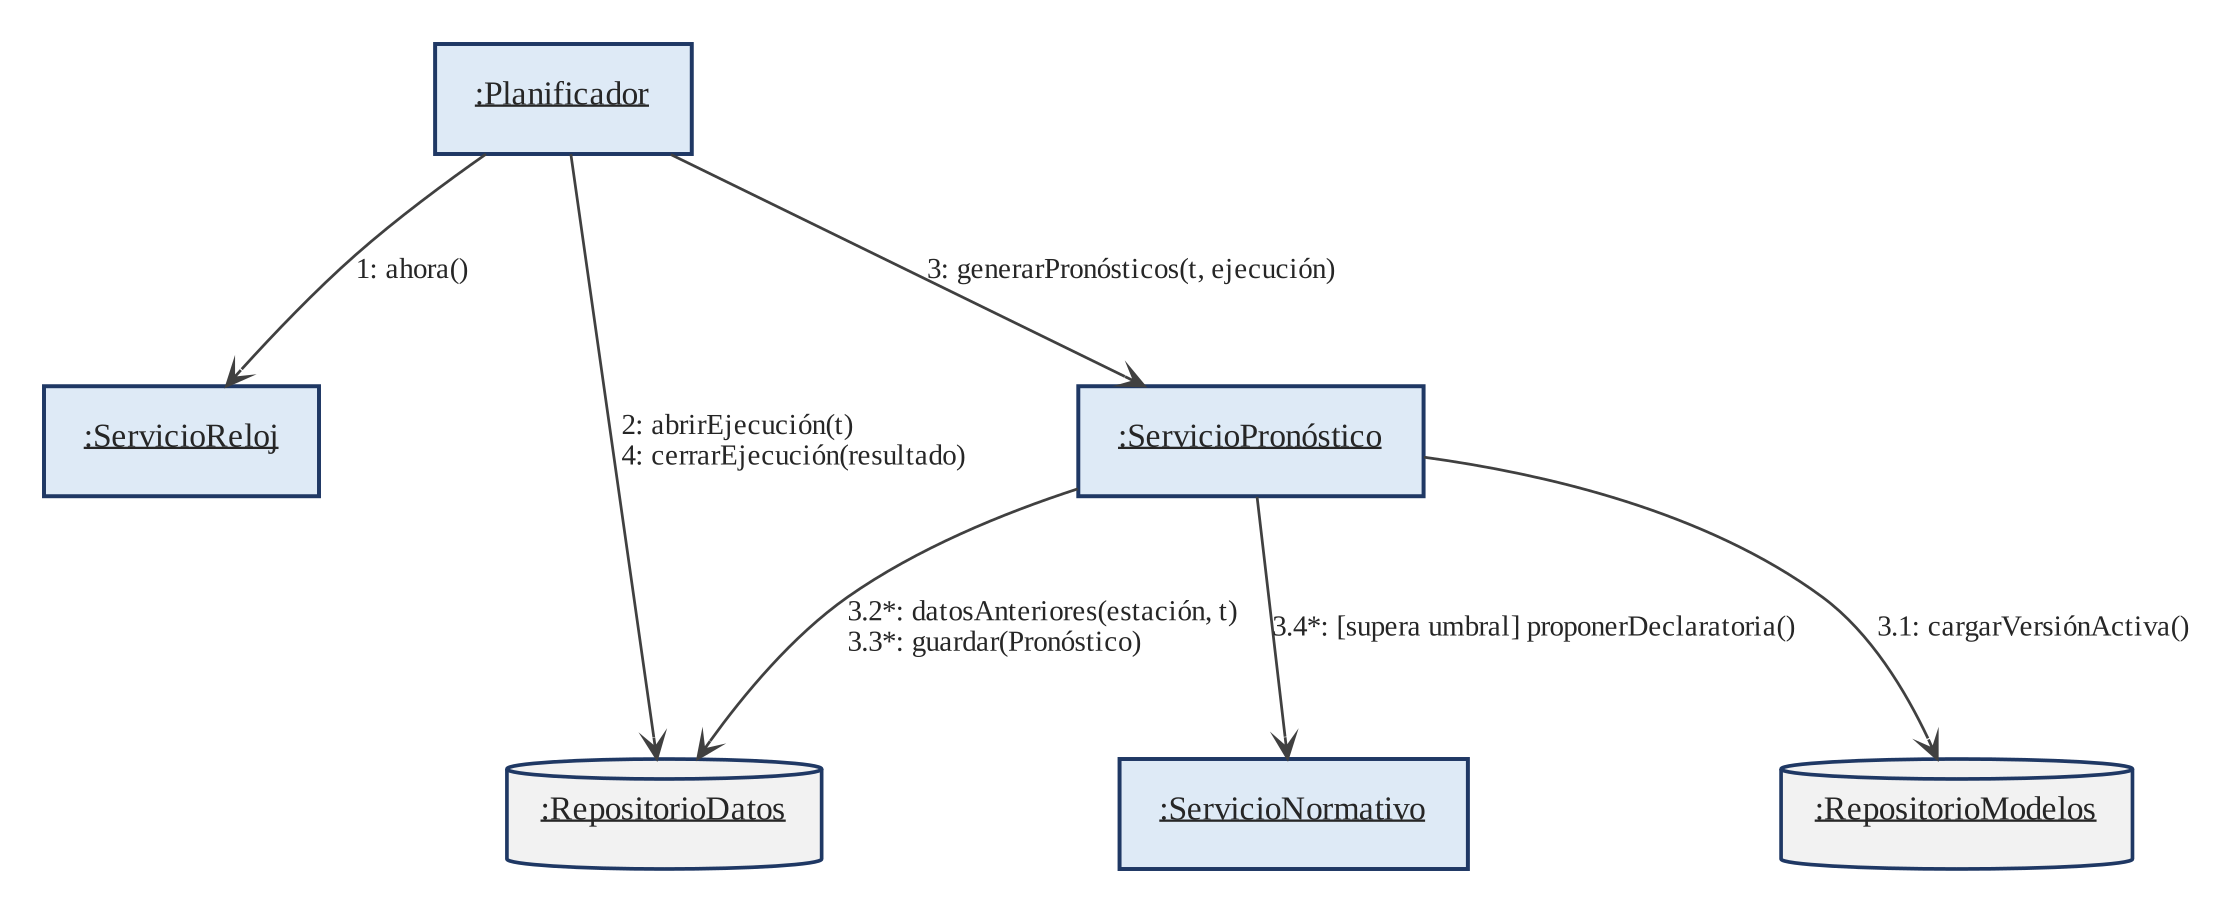 :Planificador
1: ahora()
3: generarPronósticos(t, ejecución)
:ServicioReloj
2: abrirEjecución(t)
4: cerrarEjecución(resultado)
:ServicioPronóstico
3.2*: datosAnteriores(estación, t)
3.3*: guardar(Pronóstico)
3.4*: [supera umbral] proponerDeclaratoria()
3.1: cargarVersiónActiva()
:RepositorioDatos
:ServicioNormativo
:RepositorioModelos